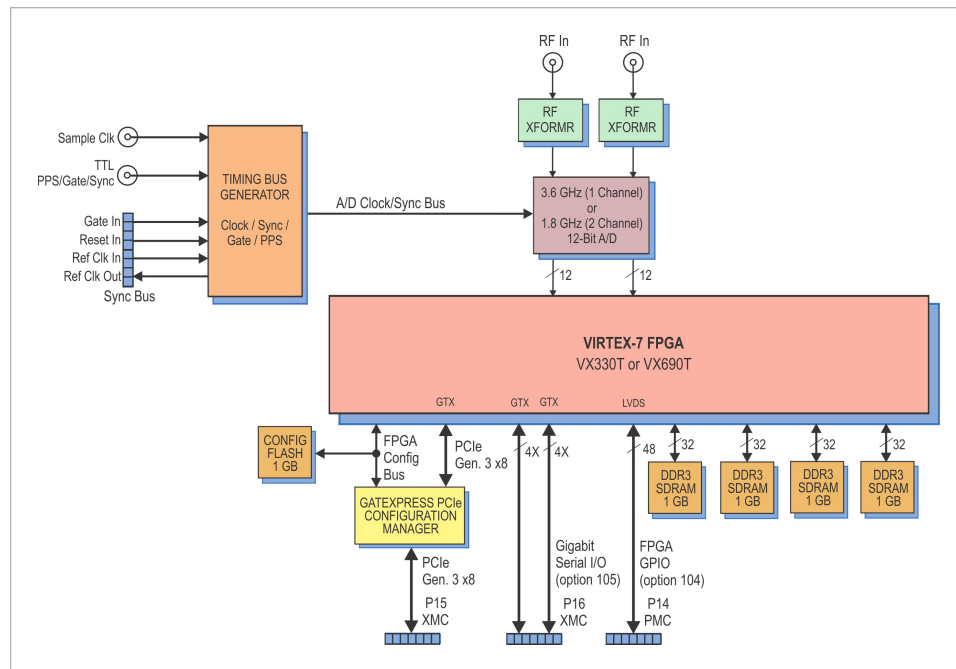 RF In
RF In
RF
XFORMR
RF
XFORMR
Sample Clk
TTL
PPS/Gate/Sync
Gate In
Reset In
Ref Clk In
Ref Clk Out
Sync Bus
TIMING BUS
GENERATOR
Clock / Sync /
Gate / PPS
A/D Clock/Sync Bus
3.6 GHz (1 Channel)
or
1.8 GHz (2 Channel)
12-Bit A/D
12
12
VIRTEX-7 FPGA
VX330T or VX690T
GTX
GTX
GTX
LVDS
CONFIG
FLASH
1 GB
FPGA
Config
Bus
PCIe
Gen. 3 x8
4X
4X
48
32
32
32
32
DDR3
SDRAM
1 GB
DDR3
SDRAM
1 GB
DDR3
SDRAM
1 GB
DDR3
SDRAM
1 GB
GATEXPRESS PCIe
CONFIGURATION
MANAGER
PCIe
Gen. 3 x8
P15
XMC
Gigabit
Serial I/O
(option 105)
P16
XMC
FPGA
GPIO
(option 104)
P14
PMC